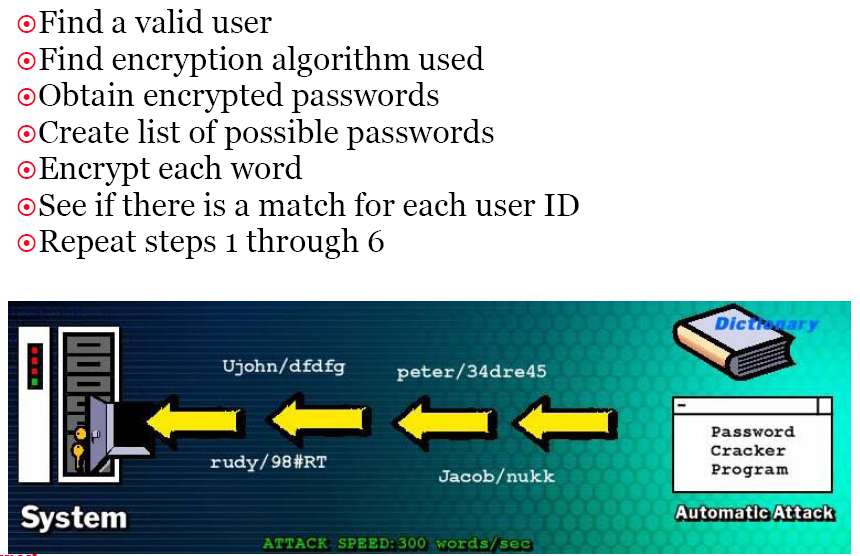 Find a valid user
Find encryption algorithm used
Obtain encrypted passwords
Create list of possible passwords
Encrypt each word
See if there is a match for each user ID
Repeat steps 1 through 6
Dictionary
Ujohn/dfdfg
peter/34dre45
Password
Cracker
Program
rudy/98#RT
Jacob/nukk
System
Automatic Attack
ATTACK SPEED:300 words/sec